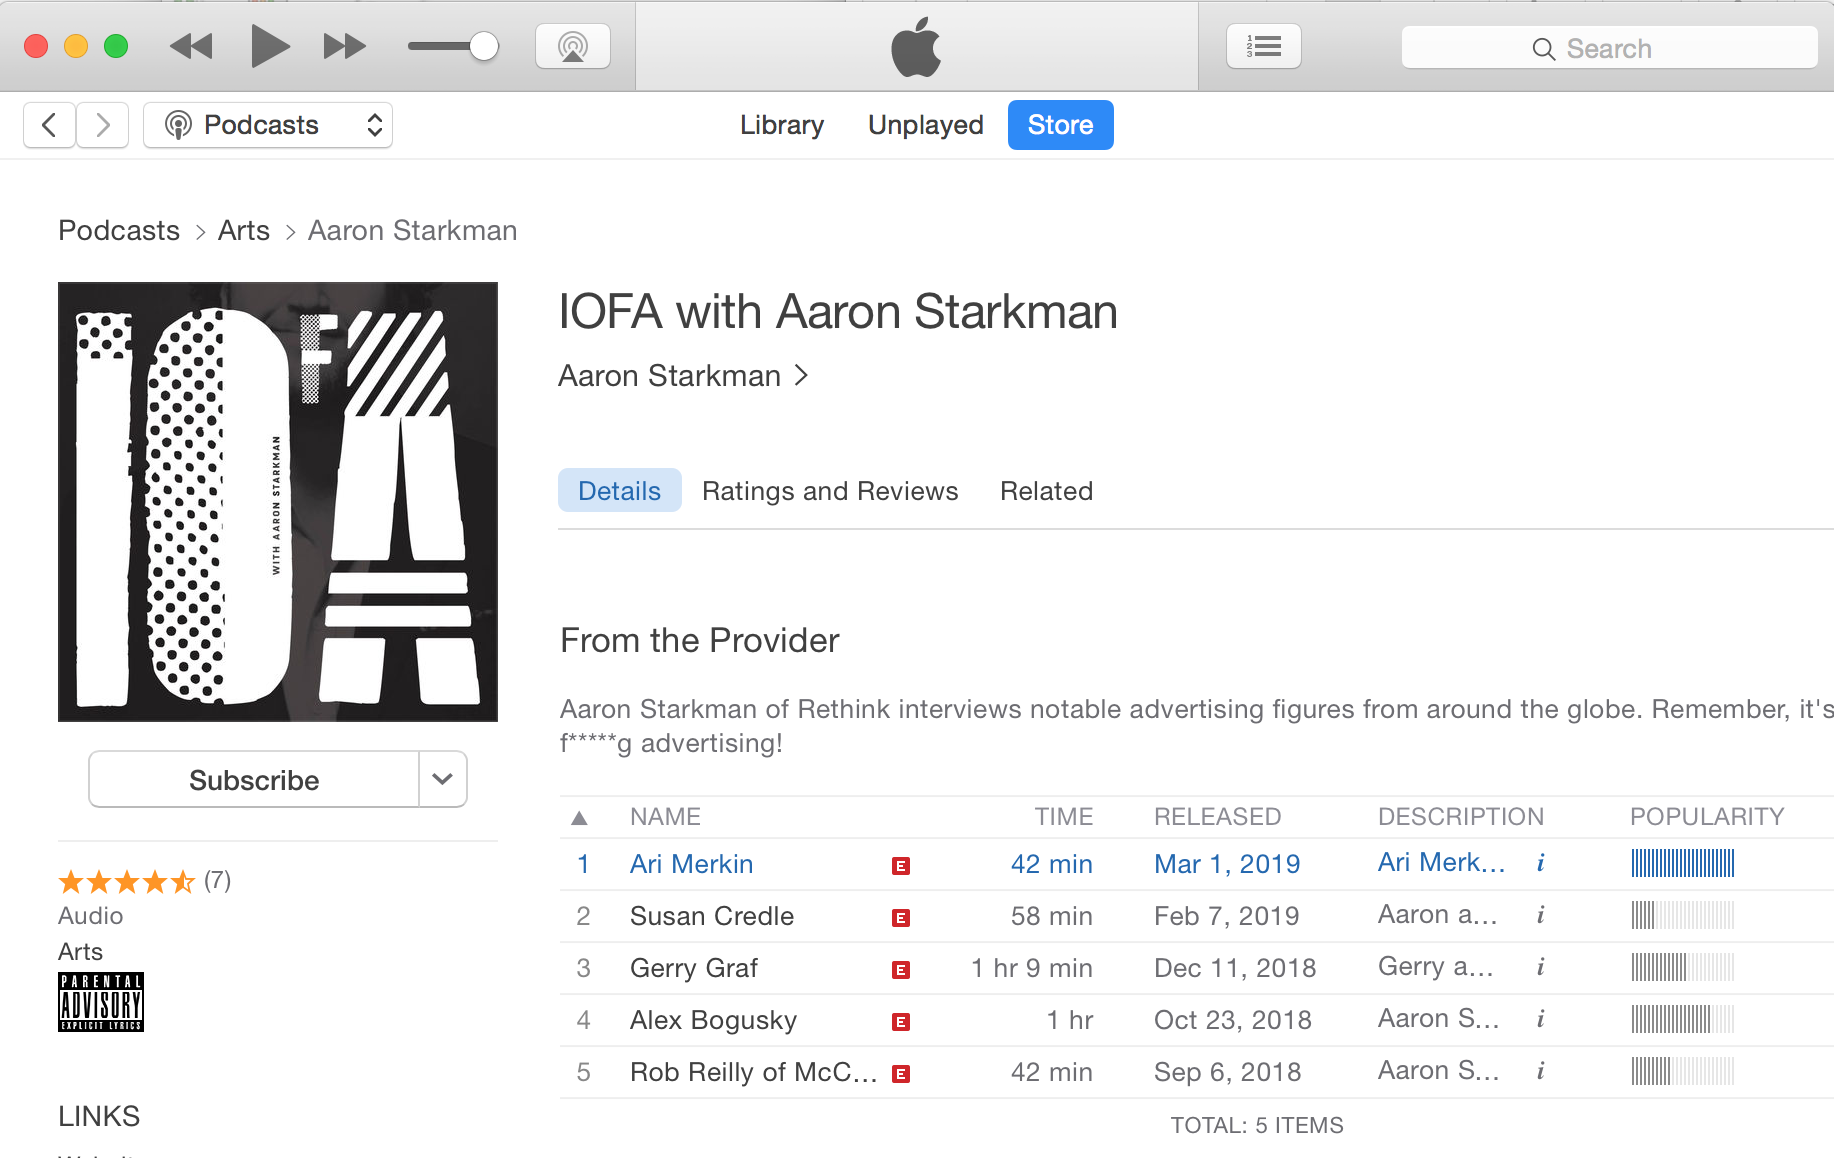 Search
Podcasts
Library Unplayed Store
Podcasts > Arts > Aaron Starkman
IOFA
WITH AARON STARKMAN
IOFA with Aaron Starkman
Aaron Starkman >
Details Ratings and Reviews Related
From the Provider
Aaron Starkman of Rethink interviews notable advertising figures from around the globe. Remember, it's
f*****g advertising!
Subscribe
(7)
Audio
Arts
PARENTAL
ADVISORY
EXPLICIT LYRICS
LINKS
▲ NAME TIME RELEASED DESCRIPTION POPULARITY
1 Ari Merkin E 42 min Mar 1, 2019 Ari Merk... i
2 Susan Credle E 58 min Feb 7, 2019 Aaron a... i
3 Gerry Graf E 1 hr 9 min Dec 11, 2018 Gerry a... i
4 Alex Bogusky E 1 hr Oct 23, 2018 Aaron S... i
5 Rob Reilly of McC... E 42 min Sep 6, 2018 Aaron S... i
TOTAL: 5 ITEMS